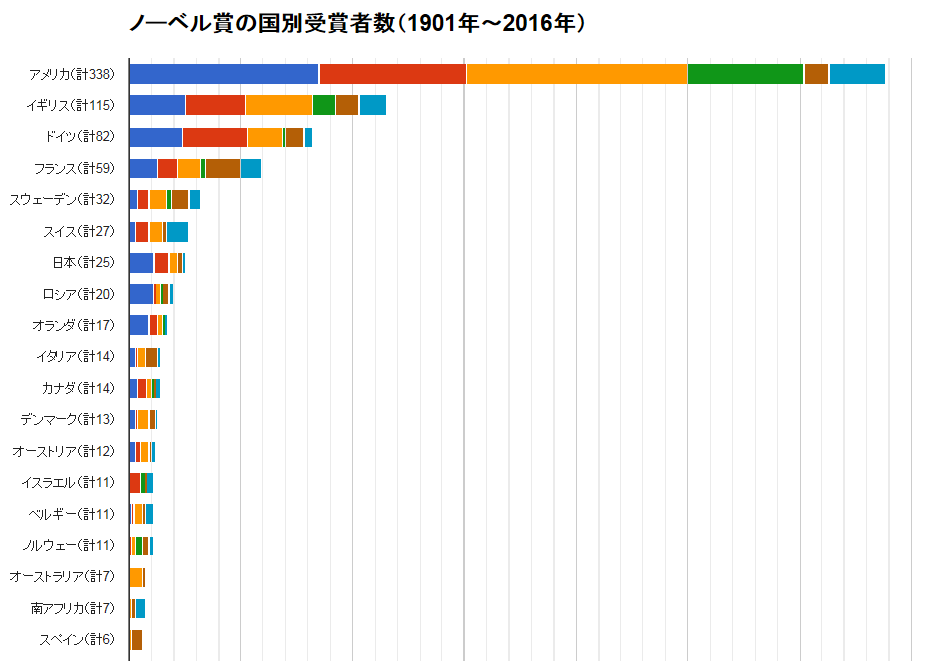 ノーベル賞の国別受賞者数（1901年～2016年）
アメリカ（計338）
イギリス（計115）
ドイツ（計82）
フランス（計59）
スウェーデン（計32）
スイス（計27）
日本（計25）
ロシア（計20）
オランダ（計17）
イタリア（計14）
カナダ（計14）
デンマーク（計13）
オーストリア（計12）
イスラエル（計11）
ベルギー（計11）
ノルウェー（計11）
オーストラリア（計7）
南アフリカ（計7）
スペイン（計6）